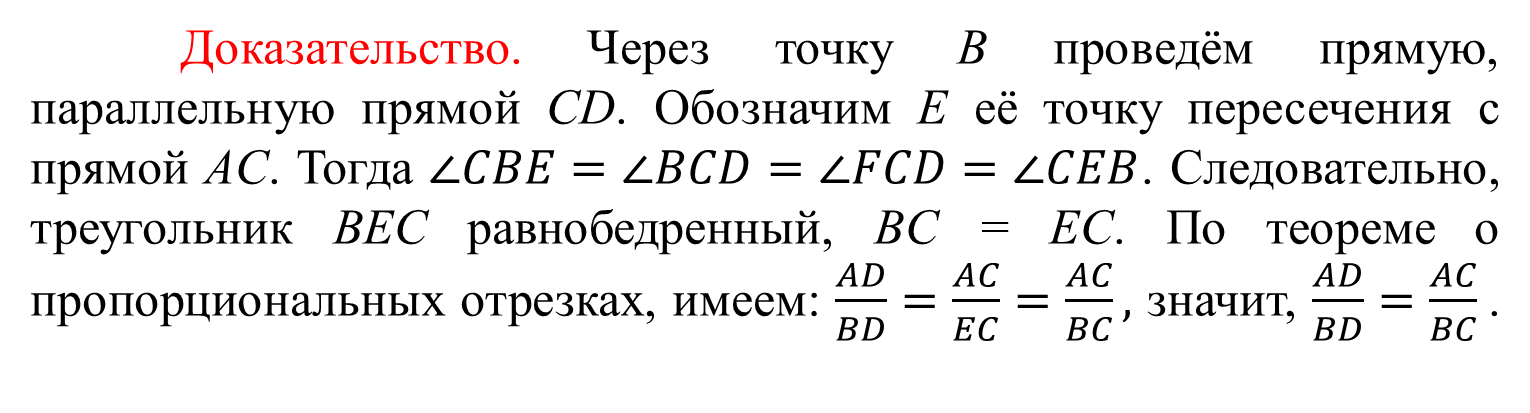 Доказательство. Через точку B проведём прямую,
параллельную прямой CD. Обозначим E её точку пересечения с
прямой AC. Тогда ∠CBE = ∠BCD = ∠FCD = ∠CEB. Следовательно,
треугольник BEC равнобедренный, BC = EC. По теореме о
пропорциональных отрезках, имеем: AD/BD = AC/EC = AC/BC, значит, AD/BD = AC/BC .